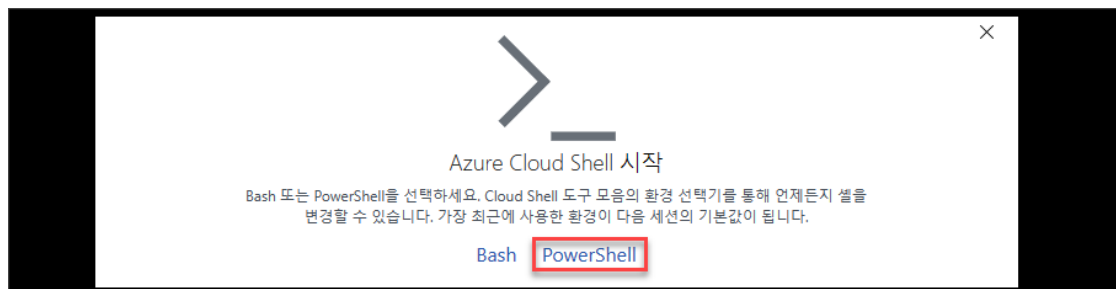 Azure Cloud Shell 시작
Bash 또는 PowerShell을 선택하세요. Cloud Shell 도구 모음의 환경 선택기를 통해 언제든지 셸을
변경할 수 있습니다. 가장 최근에 사용한 환경이 다음 세션의 기본값이 됩니다.
Bash PowerShell